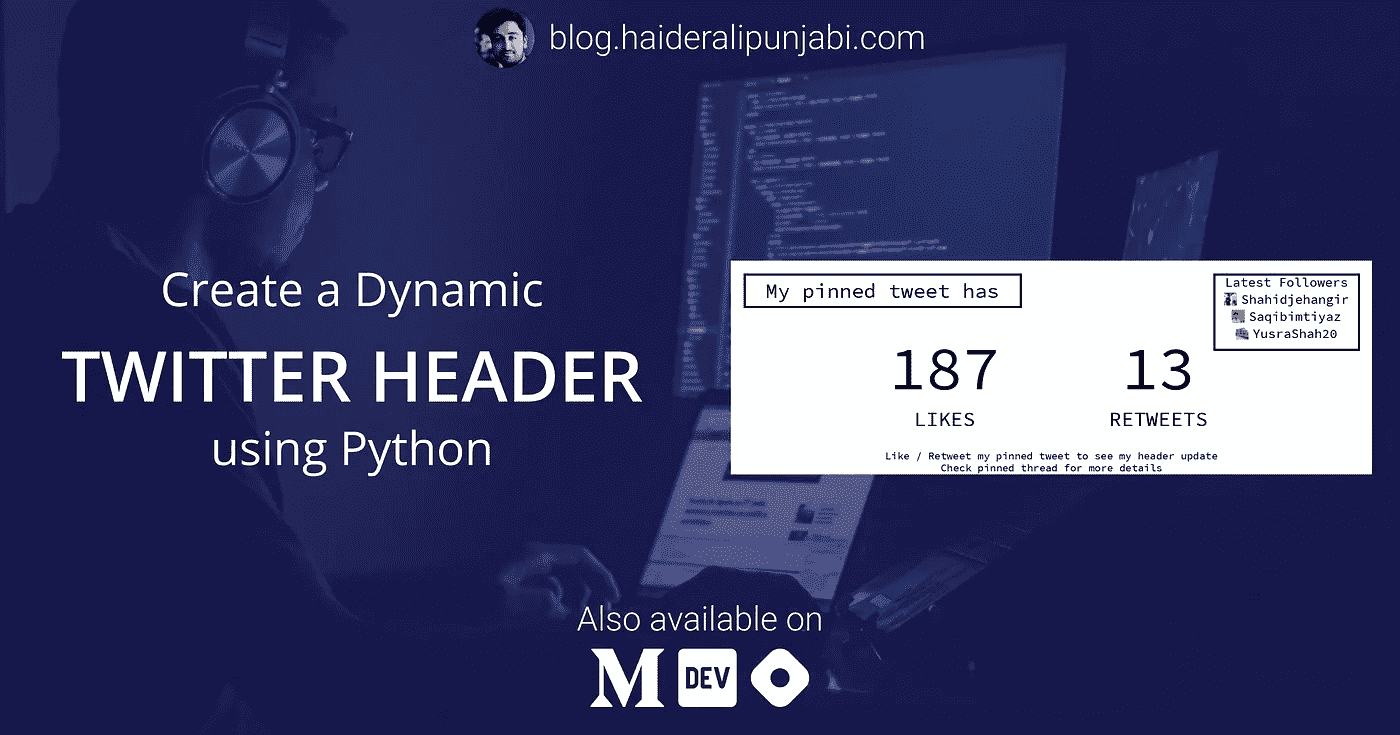 blog.haideralipunjabi.com
Create a Dynamic
TWITTER HEADER
using Python
My pinned tweet has
187
LIKES
13
RETWEETS
Latest Followers
Shahidjehangir
Saqibimtiyaz
YusraShah20
Like / Retweet my pinned tweet to see my header update
Check pinned thread for more details
Also available on
M
DEV